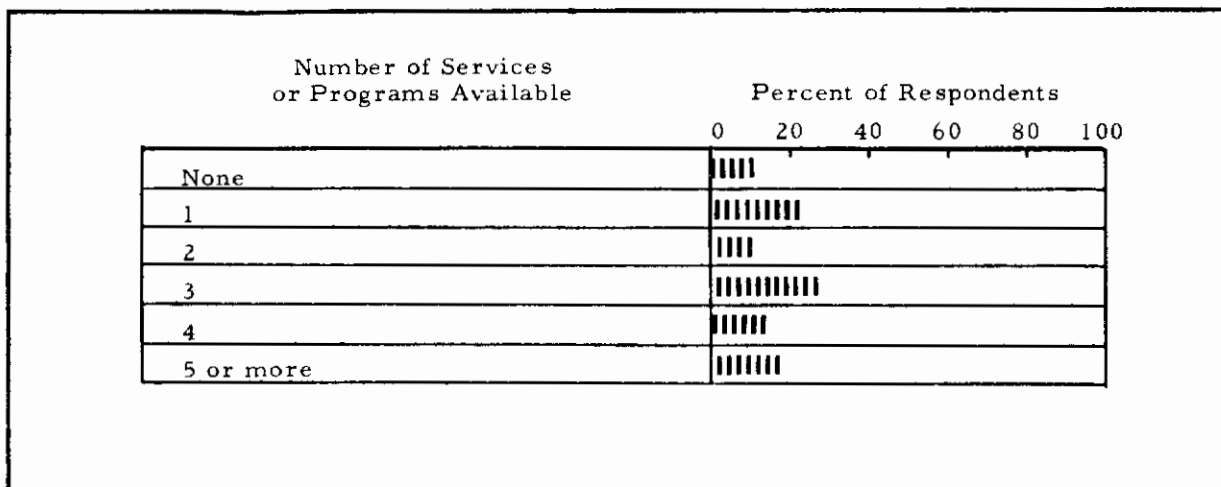 Number of Services
or Programs Available
Percent of Respondents
0 20 40 60 80 100
None
1
2
3
4
5 or more